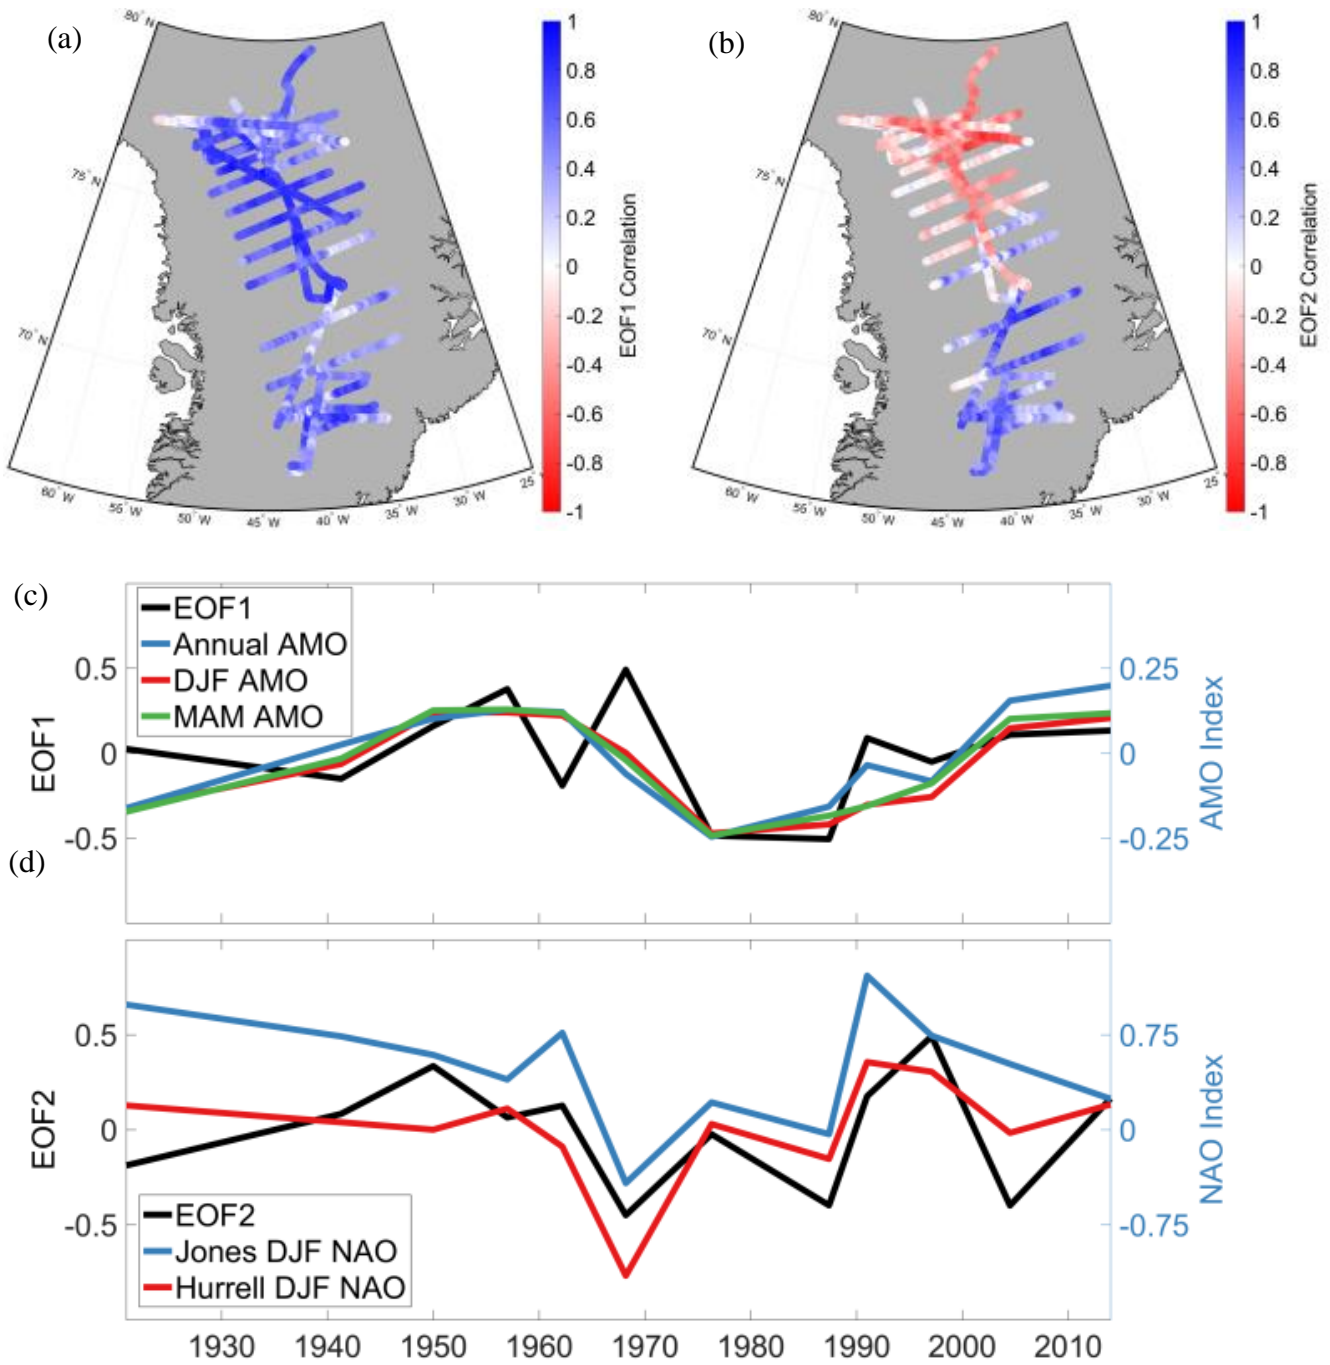 (a)
80° N
75° N
70° N
60° W
55° W
50° W
45° W
40° W
35° W
30° W
25°
1
0.8
0.6
0.4
0.2
0
-0.2
-0.4
-0.6
-0.8
-1
EOF1 Correlation
(b)
80° N
75° N
70° N
60° W
55° W
50° W
45° W
40° W
35° W
30° W
25°
1
0.8
0.6
0.4
0.2
0
-0.2
-0.4
-0.6
-0.8
-1
EOF2 Correlation
(c)
EOF1
Annual AMO
DJF AMO
MAM AMO
0.5
0
-0.5
EOF1
0.25
0
-0.25
AMO Index
(d)
0.5
0
-0.5
EOF2
EOF2
Jones DJF NAO
Hurrell DJF NAO
0.75
0
-0.75
NAO Index
1930 1940 1950 1960 1970 1980 1990 2000 2010